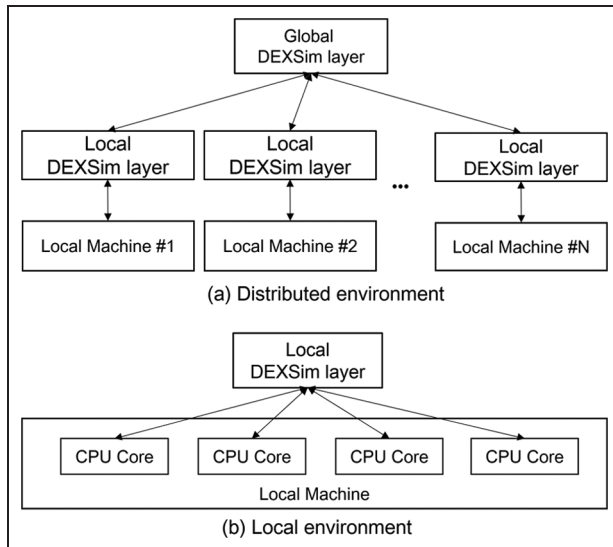 Global
DEXSim layer
Local
DEXSim layer
Local
DEXSim layer
Local
DEXSim layer
...
Local Machine #1
Local Machine #2
Local Machine #N
(a) Distributed environment
Local
DEXSim layer
CPU Core
CPU Core
CPU Core
CPU Core
Local Machine
(b) Local environment